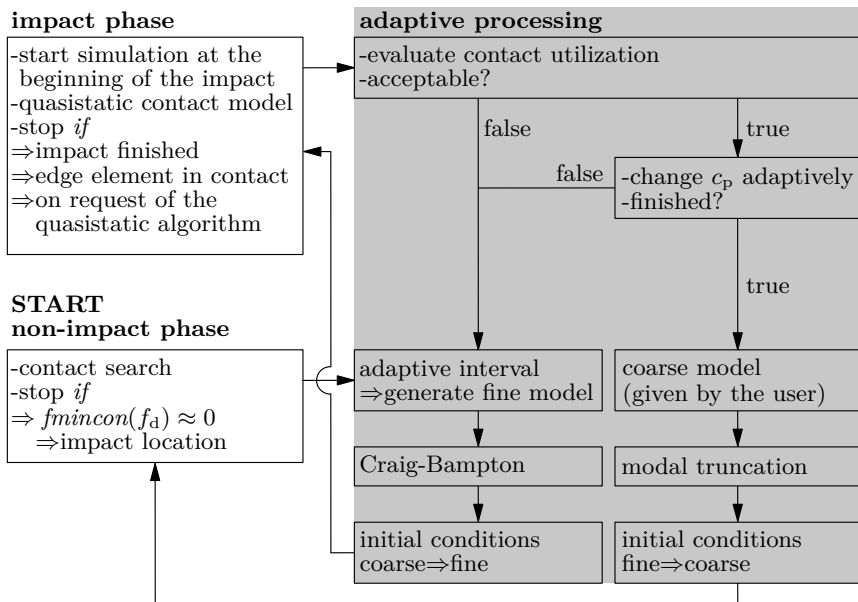 impact phase
-start simulation at the
beginning of the impact
-quasistatic contact model
-stop if
⇒impact finished
⇒edge element in contact
⇒on request of the
quasistatic algorithm
START
non-impact phase
-contact search
-stop if
⇒ fmincon(f_d) ≈ 0
⇒impact location
adaptive processing
-evaluate contact utilization
-acceptable?
false
true
false
-change c_p adaptively
-finished?
true
adaptive interval
⇒generate fine model
coarse model
(given by the user)
Craig-Bampton
modal truncation
initial conditions
coarse⇒fine
initial conditions
fine⇒coarse